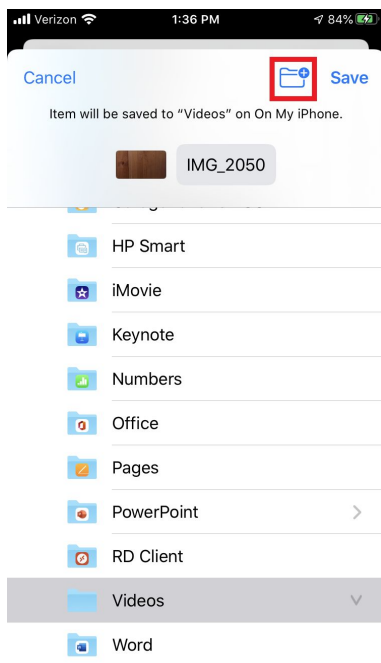 Verizon 1:36 PM 84%
Cancel Save
Item will be saved to “Videos” on On My iPhone.
IMG_2050
HP Smart
iMovie
Keynote
Numbers
Office
Pages
PowerPoint
RD Client
Videos
Word